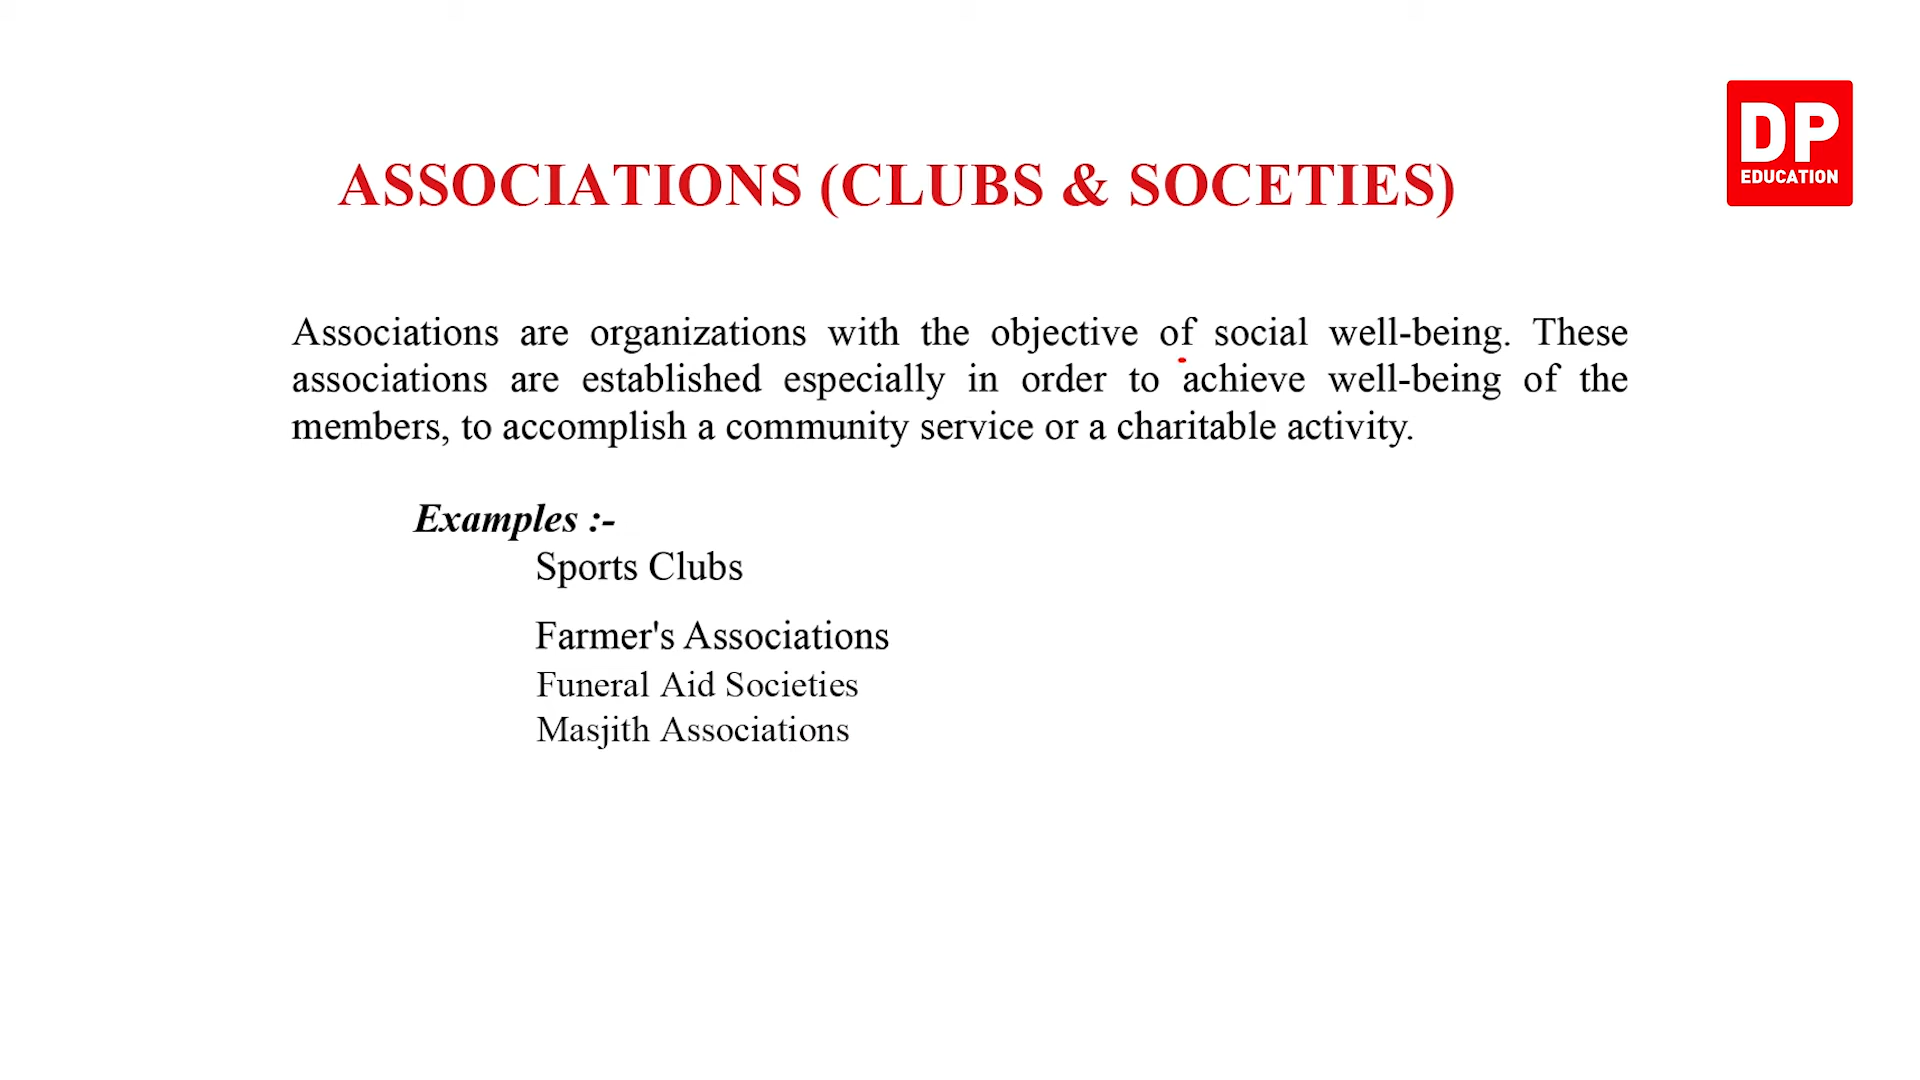 DP
EDUCATION
ASSOCIATIONS (CLUBS & SOCETIES)
Associations are organizations with the objective of social well-being. These
associations are established especially in order to achieve well-being of the
members, to accomplish a community service or a charitable activity.
Examples :-
Sports Clubs
Farmer's Associations
Funeral Aid Societies
Masjith Associations